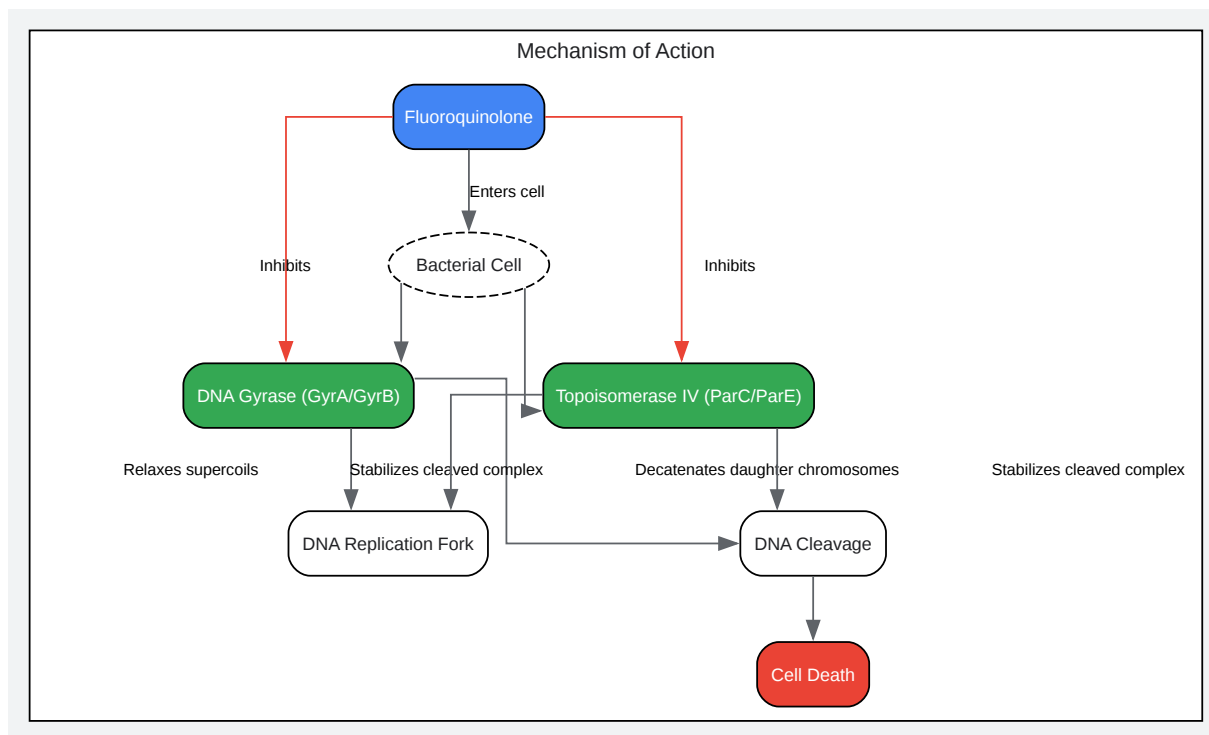 Mechanism of Action
Fluoroquinolone
Enters cell
Inhibits
Bacterial Cell
Inhibits
DNA Gyrase (GyrA/GyrB)
Topoisomerase IV (ParC/ParE)
Relaxes supercoils
Stabilizes cleaved complex
Decatenates daughter chromosomes
Stabilizes cleaved complex
DNA Replication Fork
DNA Cleavage
Cell Death